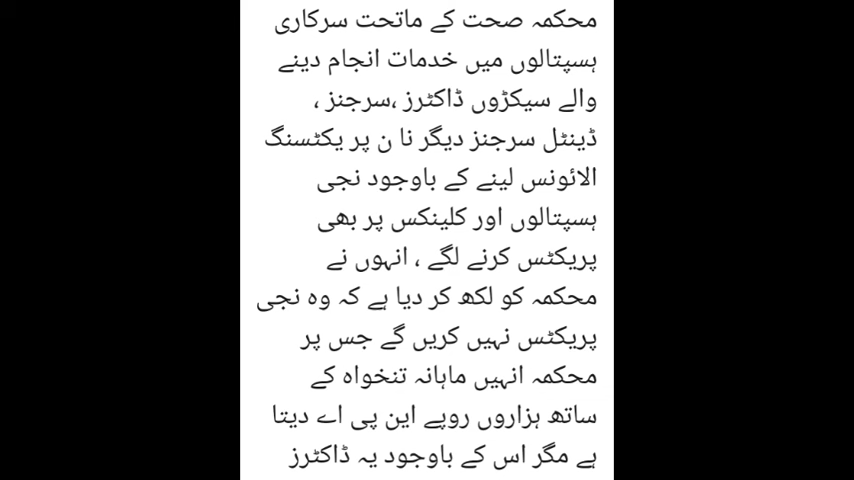 محکمہ صحت کے ماتحت سرکاری
ہسپتالوں میں خدمات انجام دینے
والے سیکڑوں ڈاکٹرز ،سرجنز ،
ڈینٹل سرجنز دیگر نا ن پر یکٹسنگ
الائونس لینے کے باوجود نجی
ہسپتالوں اور کلینکس پر بھی
پریکٹس کرنے لگے ، انہوں نے
محکمہ کو لکھ کر دیا ہے کہ وہ نجی
پریکٹس نہیں کریں گے جس پر
محکمہ انہیں ماہانہ تنخواہ کے
ساتھ ہزاروں روپے این پی اے دیتا
ہے مگر اس کے باوجود یہ ڈاکٹرز